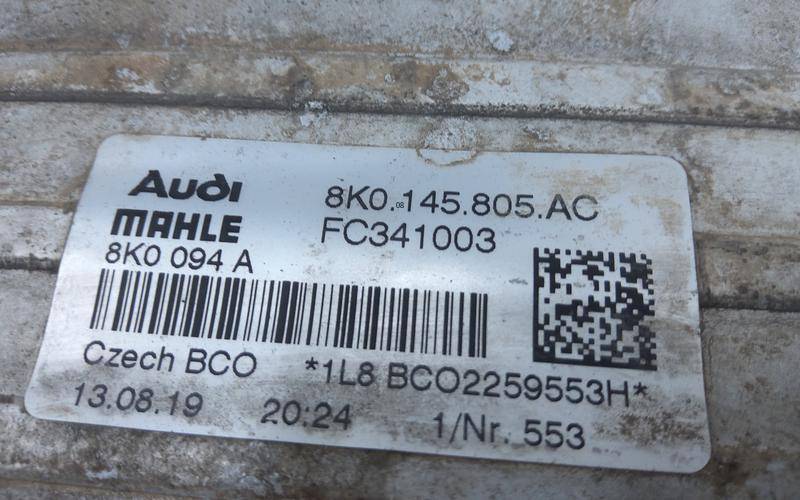 Audi 8K0.145.805.AC
MAHLE FC341003
8K0 094 A
Czech BCO *1L8 BCO2259553H*
13.08.19 20:24 1/Nr. 553